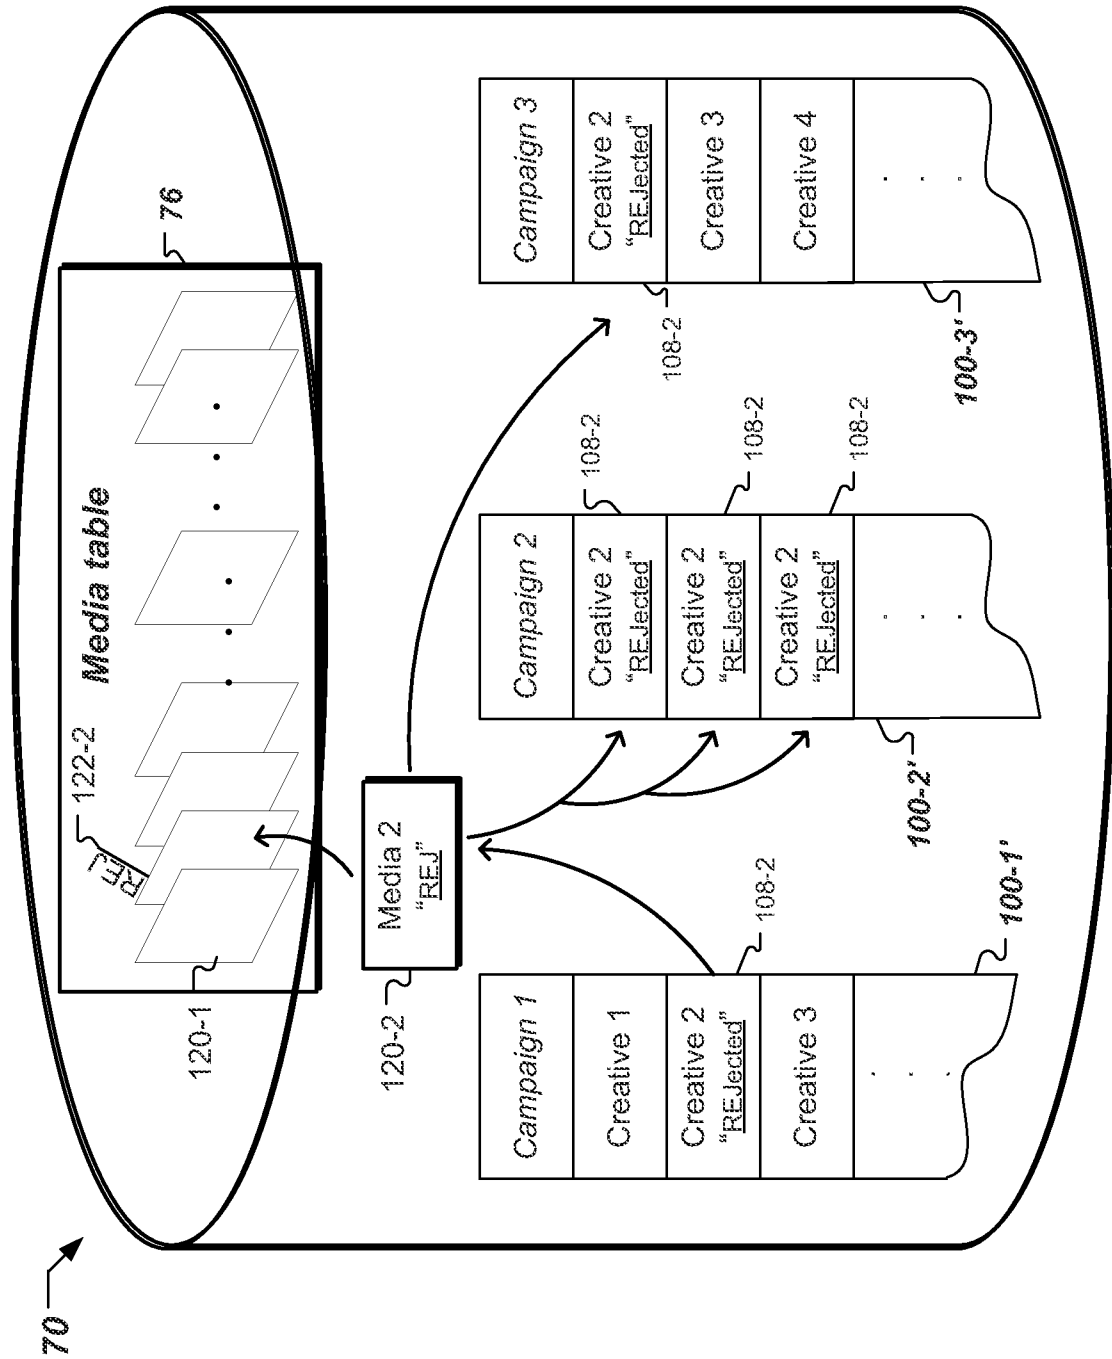 70
Media table
76
REJ
122-2
120-1
Media 2
"REJ"
120-2
Campaign 1
Creative 1
Creative 2
"REJected"
Creative 3
108-2
100-1'
Campaign 2
Creative 2
"REJected"
Creative 2
"REJected"
Creative 2
"REJected"
108-2
108-2
108-2
100-2'
Campaign 3
Creative 2
"REJected"
Creative 3
Creative 4
108-2
100-3'